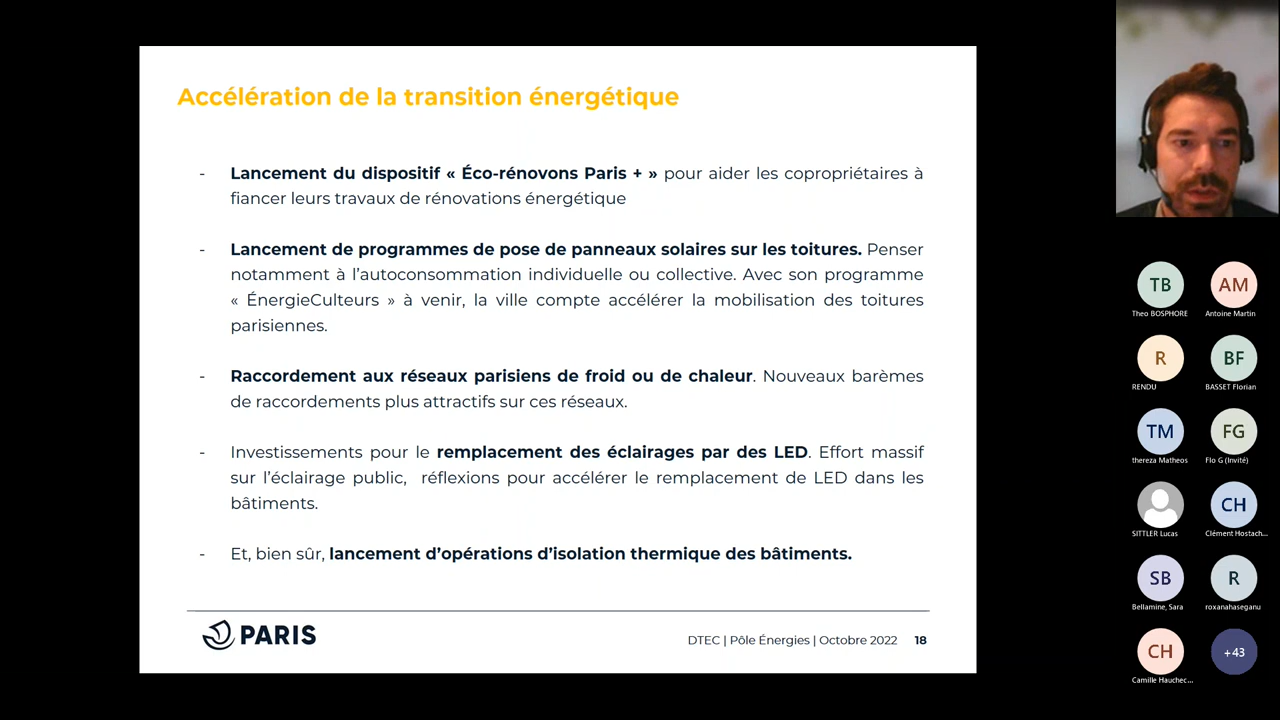 Accélération de la transition énergétique
- Lancement du dispositif « Éco-rénovons Paris + » pour aider les copropriétaires à
fiancer leurs travaux de rénovations énergétique
- Lancement de programmes de pose de panneaux solaires sur les toitures. Penser
notamment à l’autoconsommation individuelle ou collective. Avec son programme
« ÉnergieCulteurs » à venir, la ville compte accélérer la mobilisation des toitures
parisiennes.
- Raccordement aux réseaux parisiens de froid ou de chaleur. Nouveaux barèmes
de raccordements plus attractifs sur ces réseaux.
- Investissements pour le remplacement des éclairages par des LED. Effort massif
sur l’éclairage public, réflexions pour accélérer le remplacement de LED dans les
bâtiments.
- Et, bien sûr, lancement d’opérations d’isolation thermique des bâtiments.
PARIS
DTEC | Pôle Énergies | Octobre 2022 18
TB AM
Theo BOSPHORE Antoine Martin
R BF
RENDU BASSET Florian
TM FG
thereza Matheos Flo G (Invité)
CH
SITTLER Lucas Clément Hostach...
SB R
Bellamine, Sara roxanahaseganu
CH +43
Camille Hauchec...